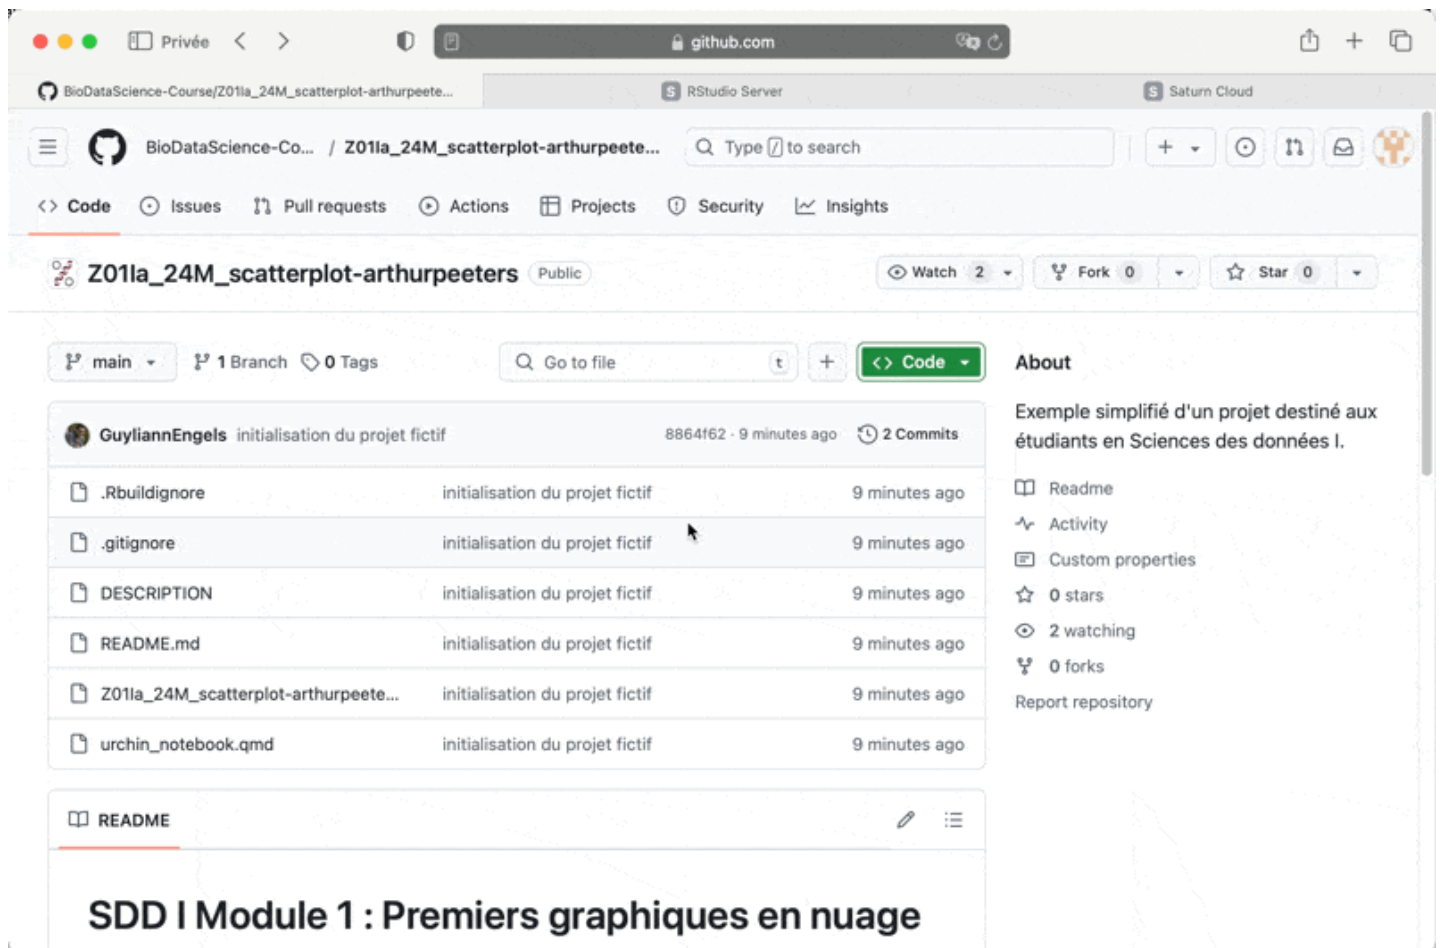 Privée
github.com
BioDataScience-Course/Z01Ia_24M_scatterplot-arthurpeete...
S RStudio Server
S Saturn Cloud
BioDataScience-Co... / Z01Ia_24M_scatterplot-arthurpeete...
Type / to search
Code
Issues
Pull requests
Actions
Projects
Security
Insights
Z01Ia_24M_scatterplot-arthurpeeters
Public
Watch 2
Fork 0
Star 0
main
1 Branch
0 Tags
Go to file
t
Code
GuyliannEngels initialisation du projet fictif 8864f62 · 9 minutes ago 2 Commits
.Rbuildignore initialisation du projet fictif 9 minutes ago
.gitignore initialisation du projet fictif 9 minutes ago
DESCRIPTION initialisation du projet fictif 9 minutes ago
README.md initialisation du projet fictif 9 minutes ago
Z01Ia_24M_scatterplot-arthurpeete... initialisation du projet fictif 9 minutes ago
urchin_notebook.qmd initialisation du projet fictif 9 minutes ago
README
SDD I Module 1 : Premiers graphiques en nuage
About
Exemple simplifié d'un projet destiné aux
étudiants en Sciences des données I.
Readme
Activity
Custom properties
0 stars
2 watching
0 forks
Report repository